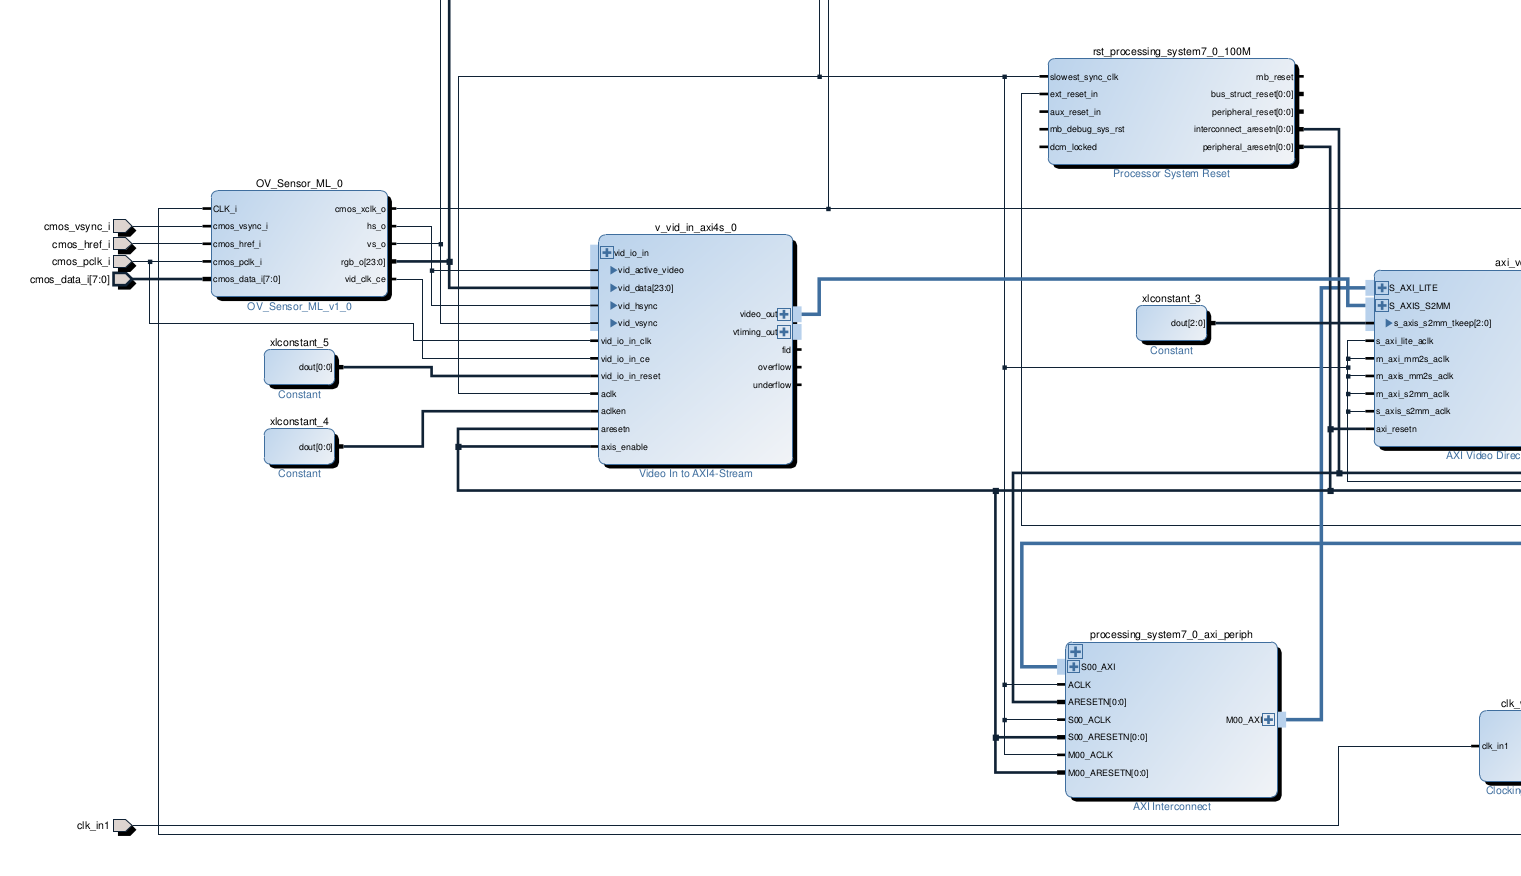 rst_processing_system7_0_100M
slowest_sync_clk
ext_reset_in
aux_reset_in
mb_debug_sys_rst
dcm_locked
mb_reset
bus_struct_reset[0:0]
peripheral_reset[0:0]
interconnect_aresetn[0:0]
peripheral_aresetn[0:0]
Processor System Reset
cmos_vsync_i
cmos_href_i
cmos_pclk_i
cmos_data_i[7:0]
OV_Sensor_ML_0
CLK_i
cmos_vsync_i
cmos_href_i
cmos_pclk_i
cmos_data_i[7:0]
cmos_xclk_o
hs_o
vs_o
rgb_o[23:0]
vid_clk_ce
OV_Sensor_ML_v1_0
v_vid_in_axi4s_0
vid_io_in
vid_active_video
vid_data[23:0]
vid_hsync
vid_vsync
vid_io_in_clk
vid_io_in_ce
vid_io_in_reset
aclk
aclken
aresetn
axis_enable
video_out
vtiming_out
fid
overflow
underflow
Video In to AXI4-Stream
xlconstant_5
dout[0:0]
Constant
xlconstant_4
dout[0:0]
Constant
xlconstant_3
dout[2:0]
Constant
S_AXI_LITE
S_AXIS_S2MM
s_axis_s2mm_tkeep[2:0]
s_axi_lite_aclk
m_axi_mm2s_aclk
m_axis_mm2s_aclk
m_axi_s2mm_aclk
s_axis_s2mm_aclk
axi_resetn
AXI Video Direc
processing_system7_0_axi_periph
S00_AXI
ACLK
ARESETN[0:0]
S00_ACLK
S00_ARESETN[0:0]
M00_ACLK
M00_ARESETN[0:0]
M00_AXI
AXI Interconnect
clk_in1
Clockin
clk_in1